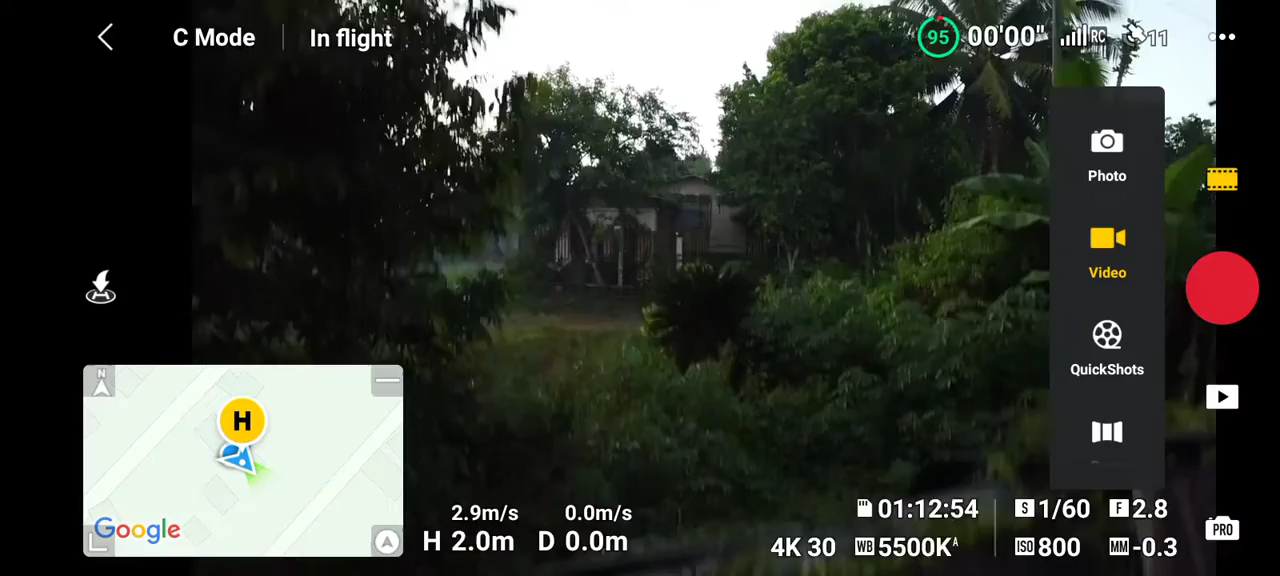 C Mode
In flight
95
00'00"
RC
11
Photo
Video
QuickShots
N
H
Google
2.9m/s
0.0m/s
H 2.0m
D 0.0m
01:12:54
S 1/60
F 2.8
4K 30
WB 5500K A
ISO 800
MM -0.3
PRO